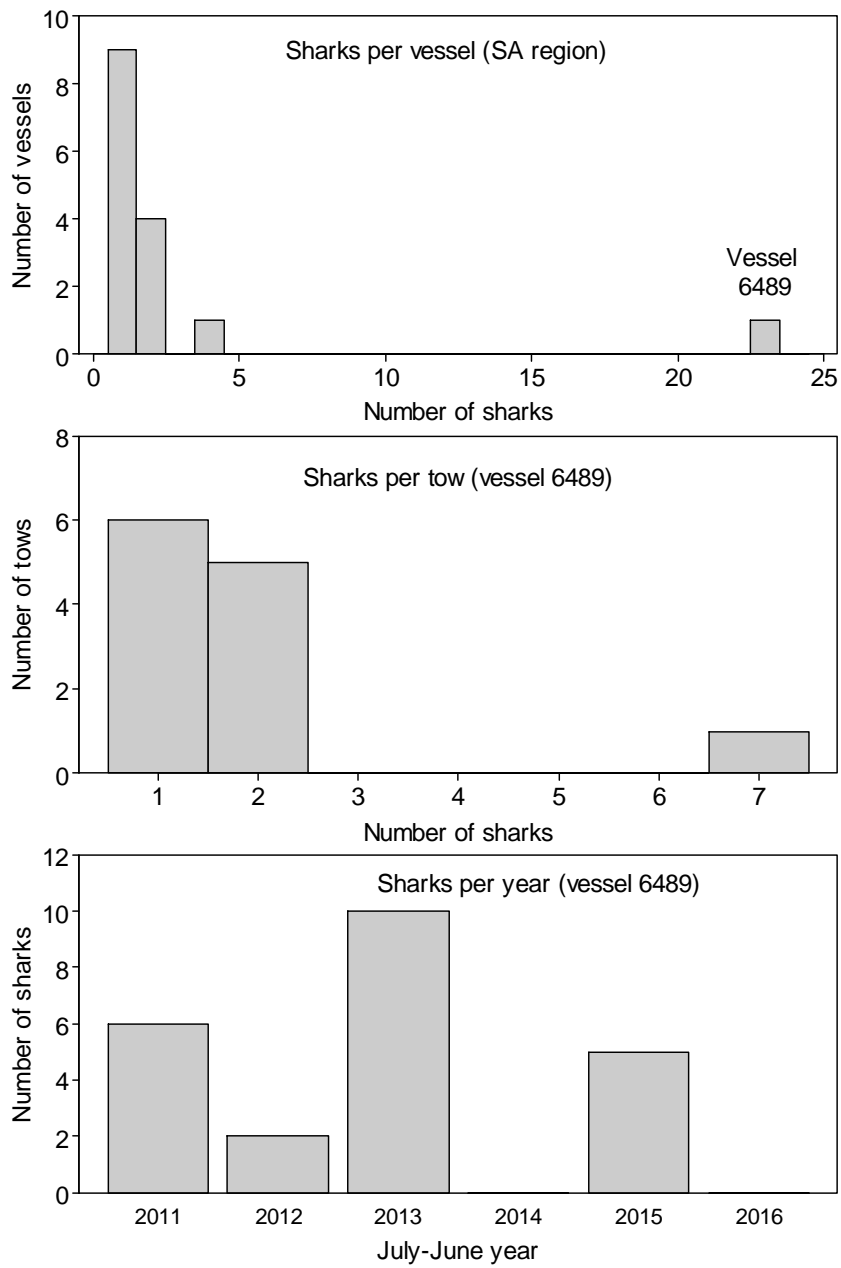 Sharks per vessel (SA region)
Number of vessels
10
8
6
4
2
0
Vessel
6489
0 5 10 15 20 25
Number of sharks
Sharks per tow (vessel 6489)
Number of tows
8
6
4
2
0
1 2 3 4 5 6 7
Number of sharks
Sharks per year (vessel 6489)
Number of sharks
12
10
8
6
4
2
0
2011 2012 2013 2014 2015 2016
July-June year